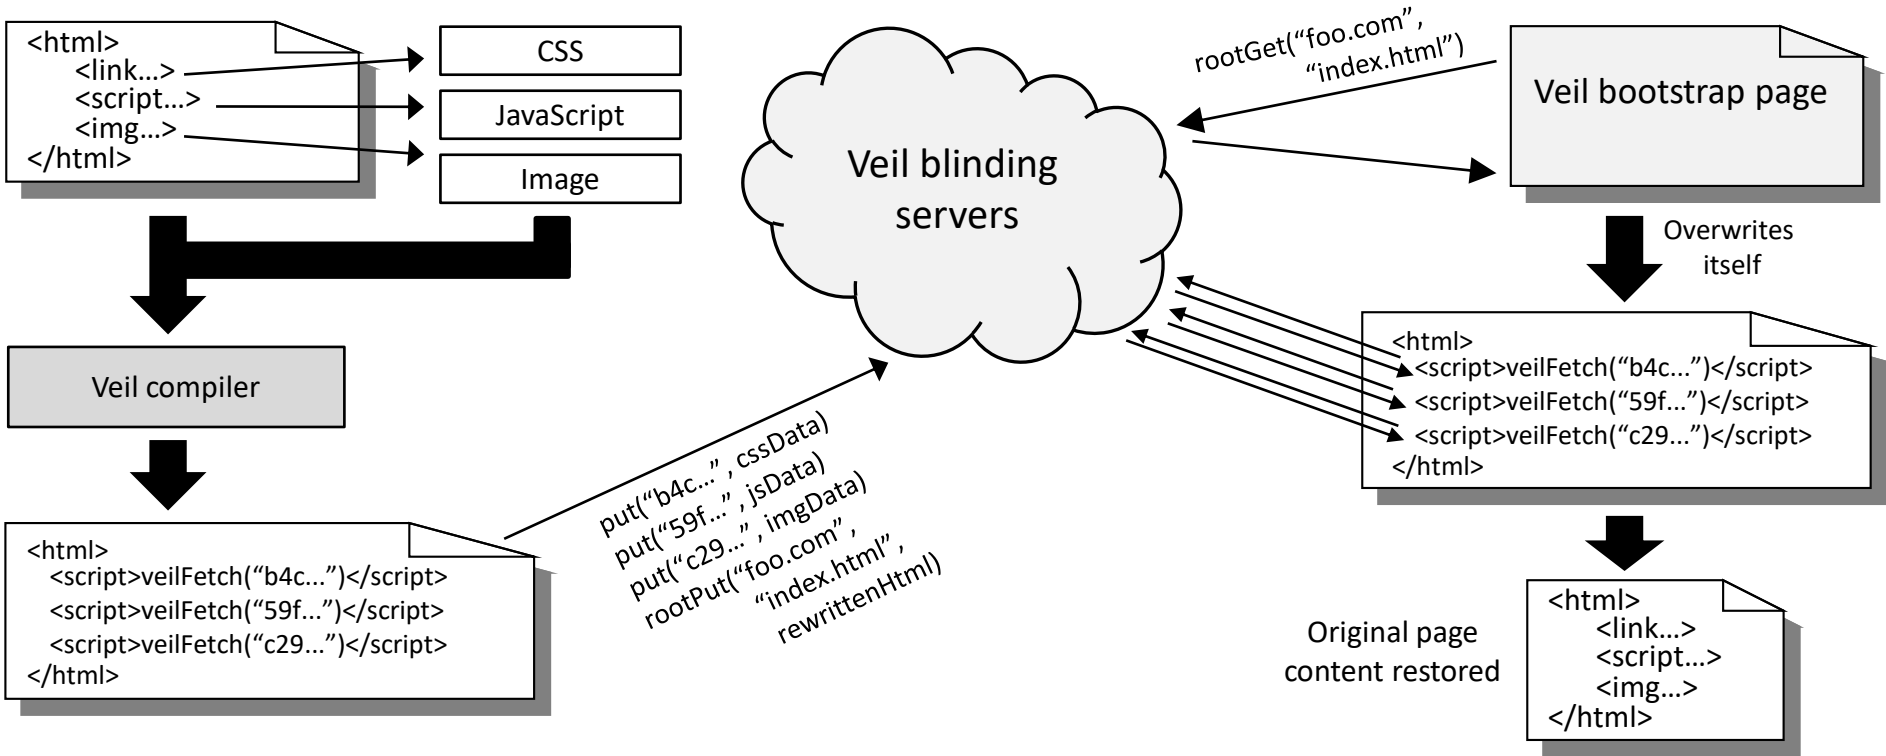 <html>
<link...>
<script...>
<img...>
</html>
CSS
JavaScript
Image
Veil compiler
<html>
<script>veilFetch(“b4c...”)</script>
<script>veilFetch(“59f...”)</script>
<script>veilFetch(“c29...”)</script>
</html>
put(“b4c...”, cssData)
put(“59f...”, jsData)
put(“c29...”, imgData)
rootPut(“foo.com”,
“index.html”,
rewrittenHtml)
Veil blinding
servers
rootGet(“foo.com”,
“index.html”)
Veil bootstrap page
Overwrites
itself
<html>
<script>veilFetch(“b4c...”)</script>
<script>veilFetch(“59f...”)</script>
<script>veilFetch(“c29...”)</script>
</html>
Original page
content restored
<html>
<link...>
<script...>
<img...>
</html>